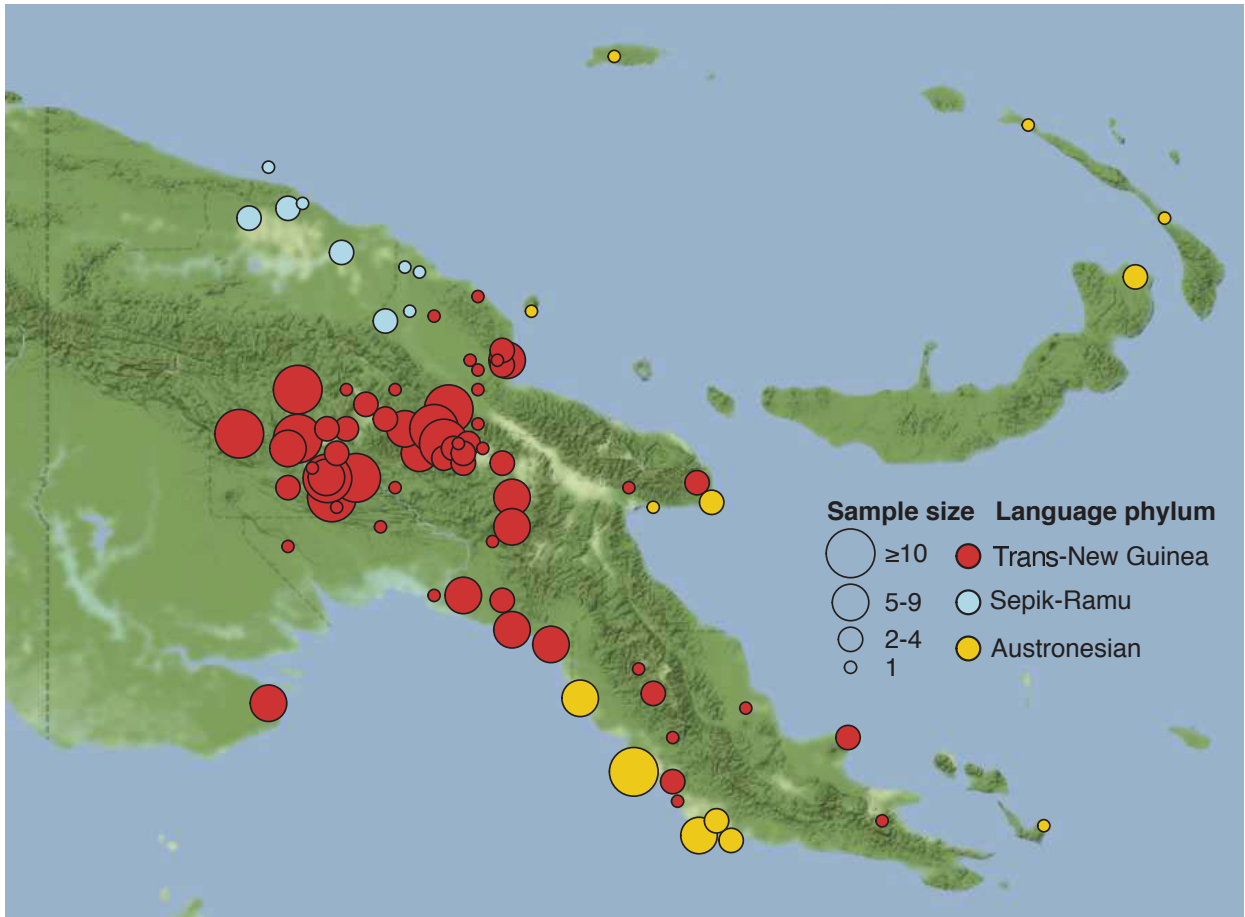 Sample size Language phylum
≥10 Trans-New Guinea
5-9 Sepik-Ramu
2-4 Austronesian
1